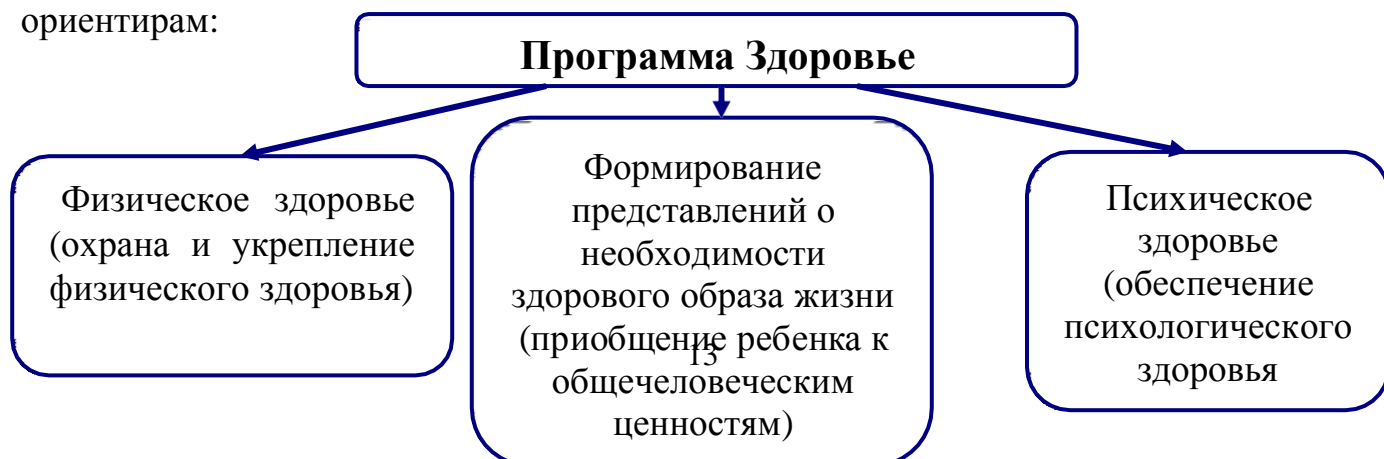 ориентирам:
Программа Здоровье
Физическое здоровье
(охрана и укрепление
физического здоровья)
Формирование
представлений о
необходимости
здорового образа жизни
(приобщение ребенка к
13
общечеловеческим
ценностям)
Психическое
здоровье
(обеспечение
психологического
здоровья